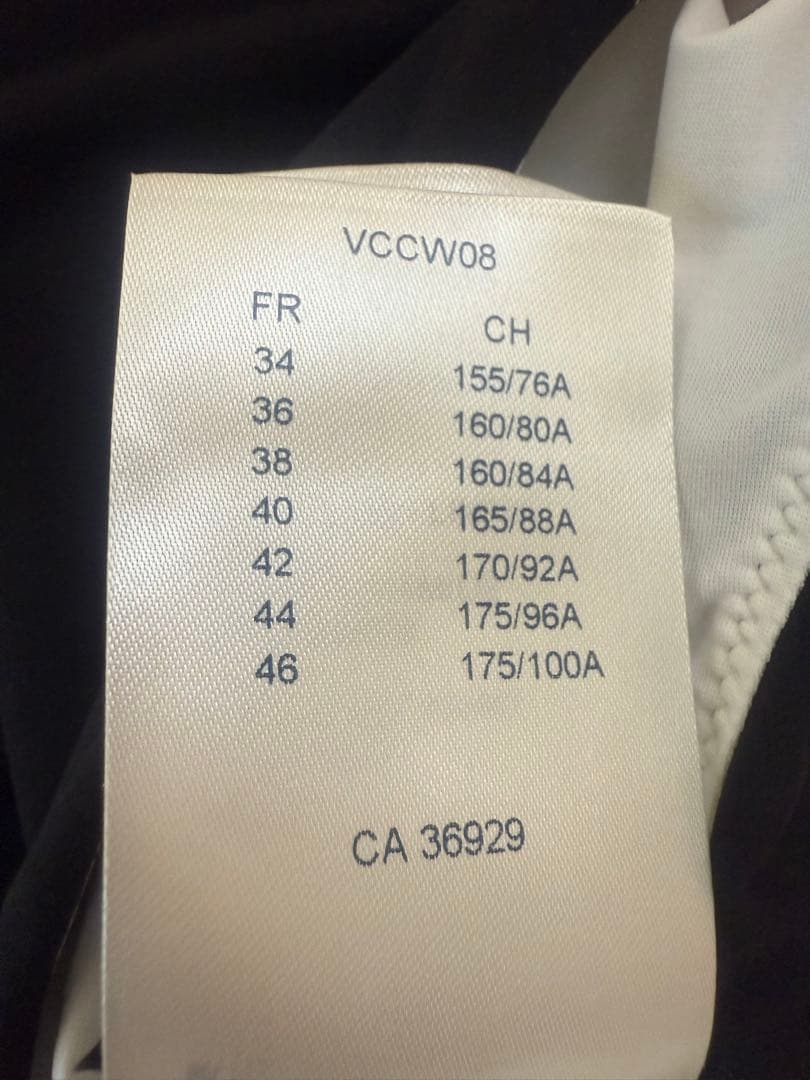 VCCW08
FR CH
34 155/76A
36 160/80A
38 160/84A
40 165/88A
42 170/92A
44 175/96A
46 175/100A
CA 36929